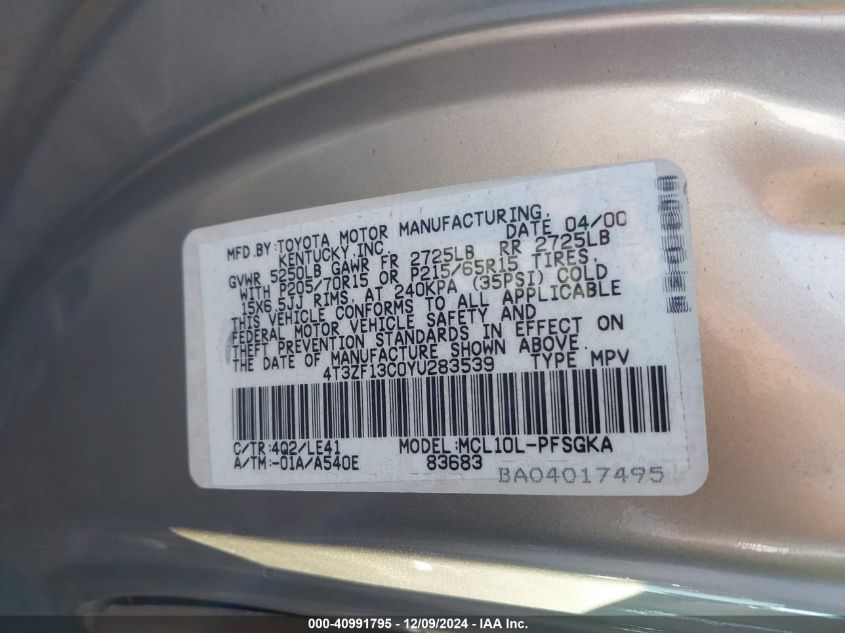 MFD.BY:TOYOTA MOTOR MANUFACTURING,
KENTUCKY,INC. DATE 04/00
GVWR 5250LB GAWR FR 2725LB RR 2725LB
WITH P205/70R15 OR P215/65R15 TIRES,
15X6.5JJ RIMS, AT 240KPA (35PSI) COLD
THIS VEHICLE CONFORMS TO ALL APPLICABLE
FEDERAL MOTOR VEHICLE SAFETY AND
THEFT PREVENTION STANDARDS IN EFFECT ON
THE DATE OF MANUFACTURE SHOWN ABOVE.
4T3ZF13C0YU283539 TYPE MPV
C/TR:4Q2/LE41 MODEL:MCL10L-PFSGKA
A/TM:-01A/A540E 83683
BA04017495
000-40991795 - 12/09/2024 - IAA Inc.